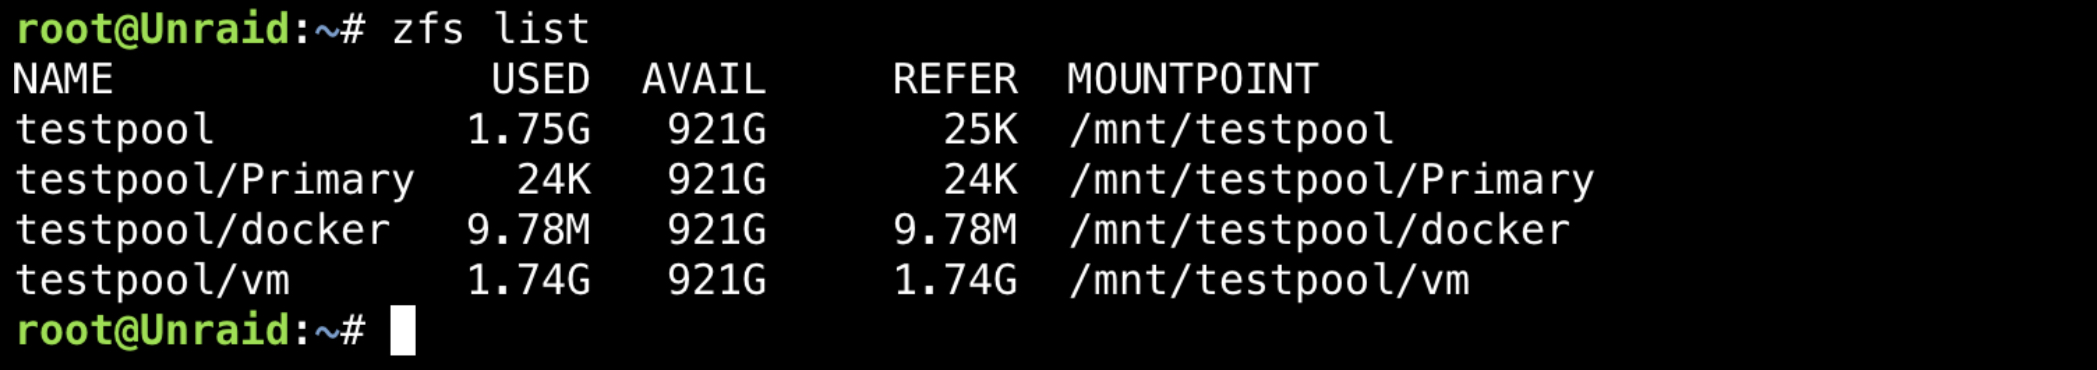 root@Unraid:~# zfs list
NAME               USED  AVAIL     REFER  MOUNTPOINT
testpool          1.75G   921G       25K  /mnt/testpool
testpool/Primary    24K   921G       24K  /mnt/testpool/Primary
testpool/docker   9.78M   921G     9.78M  /mnt/testpool/docker
testpool/vm       1.74G   921G     1.74G  /mnt/testpool/vm
root@Unraid:~#